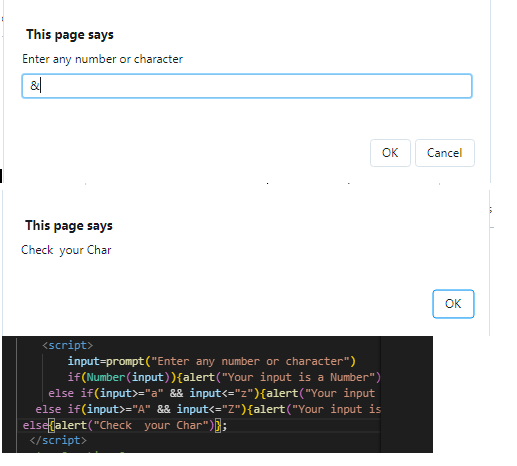 This page says
Enter any number or character
&
OK
Cancel
This page says
Check  your Char
OK
<script>
input=prompt("Enter any number or character")
if(Number(input)){alert("Your input is a Number")
else if(input>="a" && input<="z"){alert("Your input
else if(input>="A" && input<="Z"){alert("Your input is
else{alert("Check  your Char")};
</script>